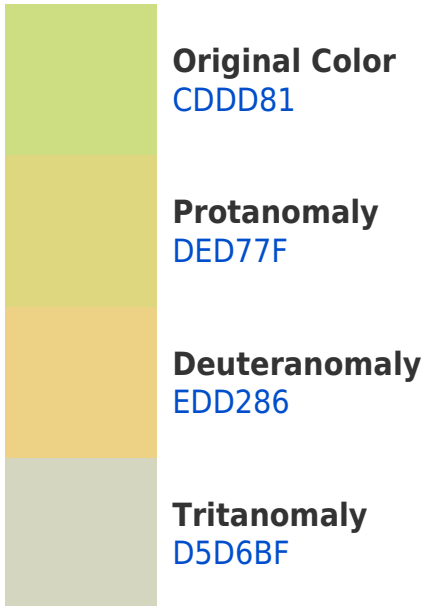 Original Color
CDDD81
Protanomaly
DED77F
Deuteranomaly
EDD286
Tritanomaly
D5D6BF